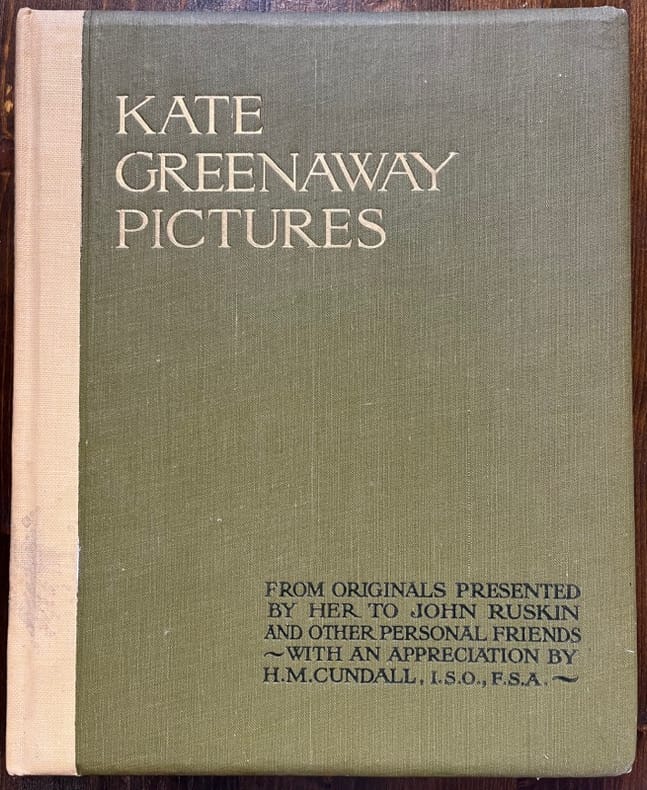 KATE
GREENAWAY
PICTURES
FROM ORIGINALS PRESENTED
BY HER TO JOHN RUSKIN
AND OTHER PERSONAL FRIENDS
~WITH AN APPRECIATION BY
H.M.CUNDALL, I.S.O., F.S.A. ~